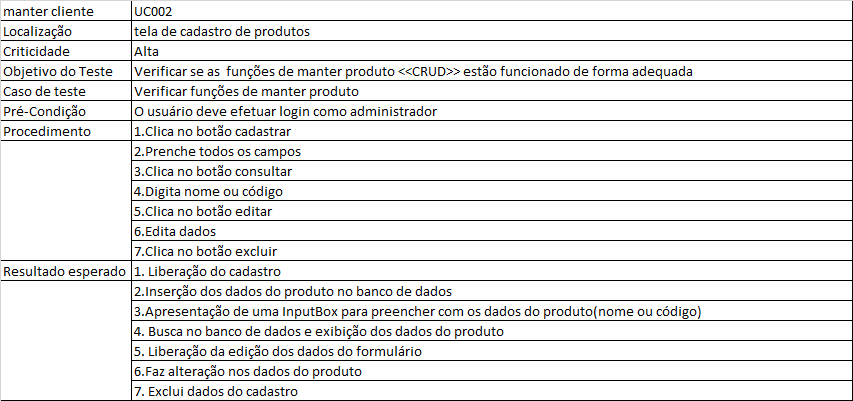 manter cliente UC002
Localização tela de cadastro de produtos
Criticidade Alta
Objetivo do Teste Verificar se as  funções de manter produto <<CRUD>> estão funcionado de forma adequada
Caso de teste Verificar funções de manter produto
Pré-Condição O usuário deve efetuar login como administrador
Procedimento 1.Clica no botão cadastrar
2.Prenche todos os campos
3.Clica no botão consultar
4.Digita nome ou código
5.Clica no botão editar
6.Edita dados
7.Clica no botão excluir
Resultado esperado 1. Liberação do cadastro
2.Inserção dos dados do produto no banco de dados
3.Apresentação de uma InputBox para preencher com os dados do produto(nome ou código)
4. Busca no banco de dados e exibição dos dados do produto
5. Liberação da edição dos dados do formulário
6.Faz alteração nos dados do produto
7. Exclui dados do cadastro